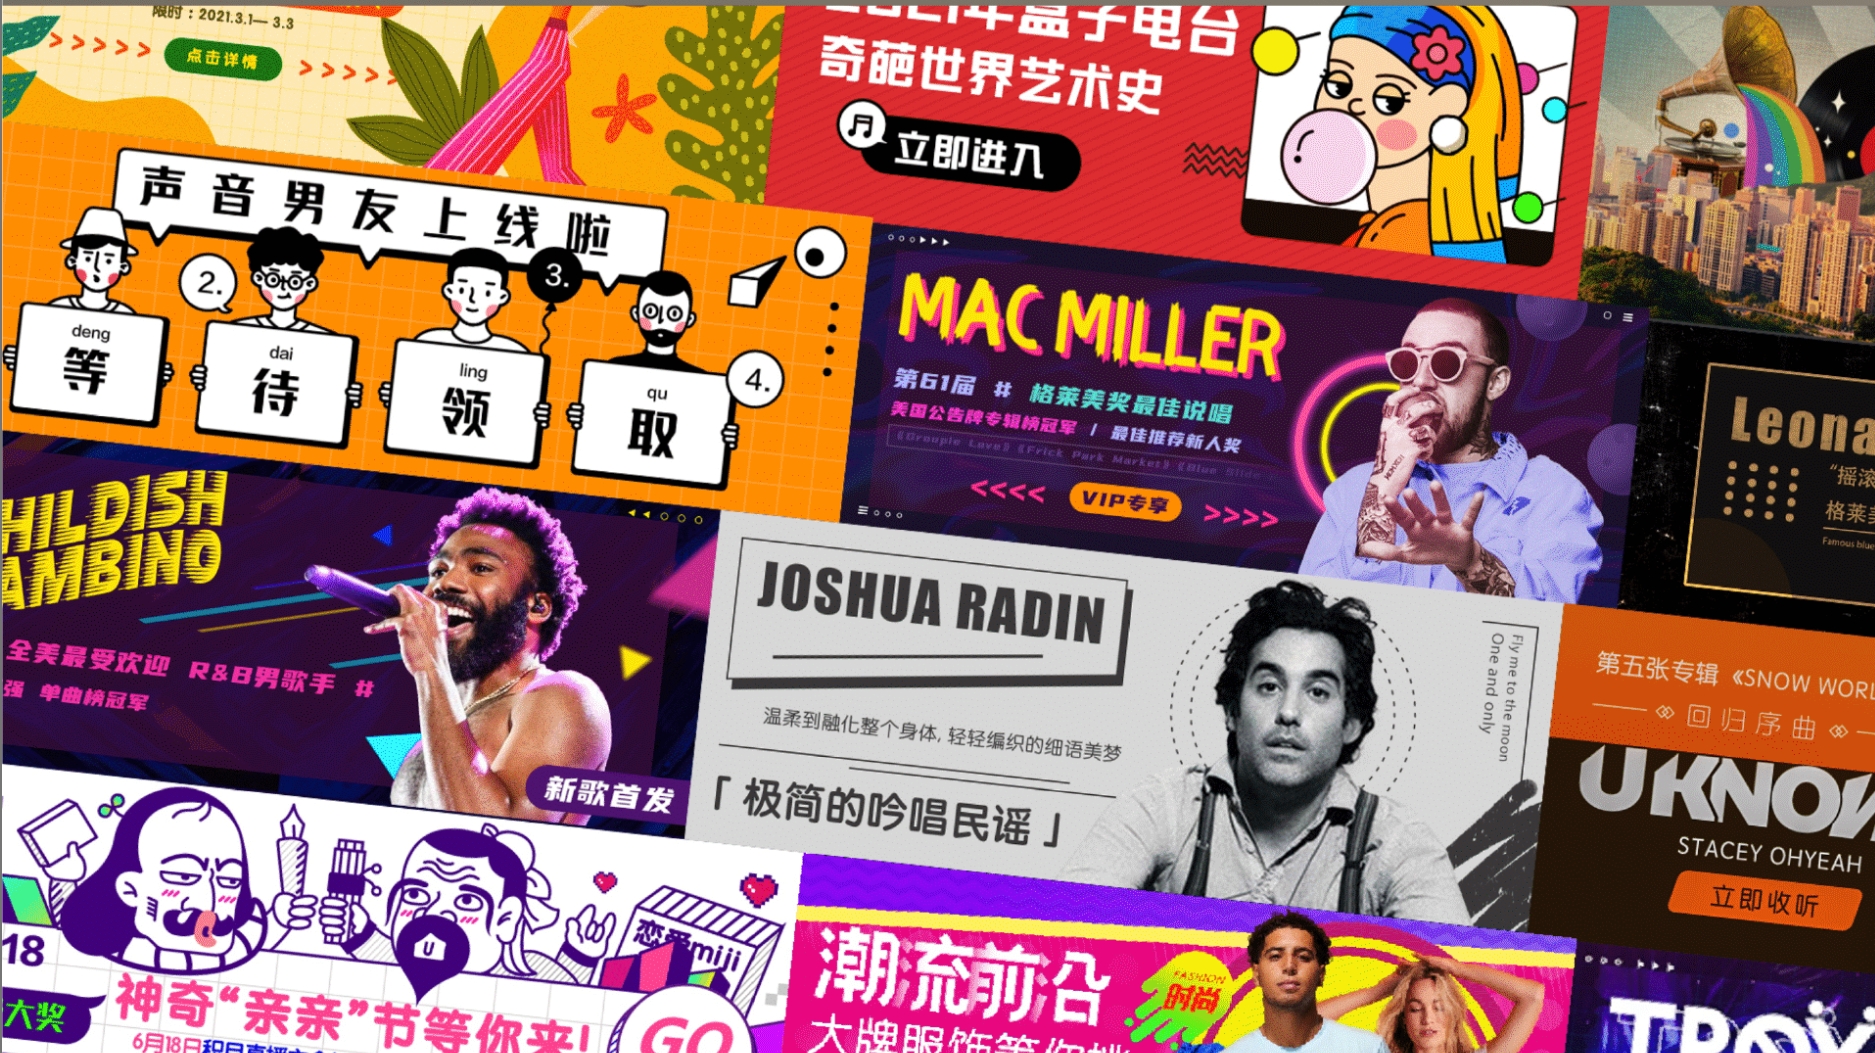 限时：2021.3.1— 3.3
点击详情
2021年盒子电台
奇葩世界艺术史
立即进入
声音男友上线啦
2.
3.
4.
deng
等
dai
待
ling
领
qu
取
MAC MILLER
第61届 # 格莱美奖最佳说唱
美国公告牌专辑榜冠军 / 最佳推荐新人奖
《Grouple Love》《Frick Park Market》《Blue Slide
VIP专享
Leona
“摇滚
格莱美
Famous blue
HILDISH
AMBINO
全美最受欢迎 R&B男歌手 #
强 单曲榜冠军
新歌首发
JOSHUA RADIN
温柔到融化整个身体, 轻轻编织的细语美梦
「 极简的吟唱民谣 」
Fly me to the moon
One and only
第五张专辑 《SNOW WORL
回归序曲
UKNOW
STACEY OHYEAH
立即收听
恋爱miji
U
18
大奖
神奇“亲亲”节等你来!
6月18日
GO
潮流前沿
FASHION
时尚
大牌服饰等你挑
TROY